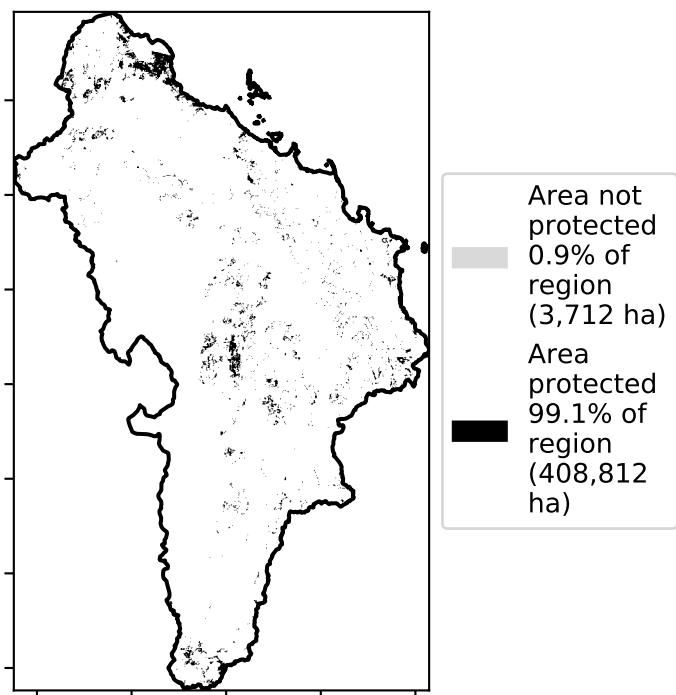 Area not
protected
0.9% of
region
(3,712 ha)
Area
protected
99.1% of
region
(408,812
ha)